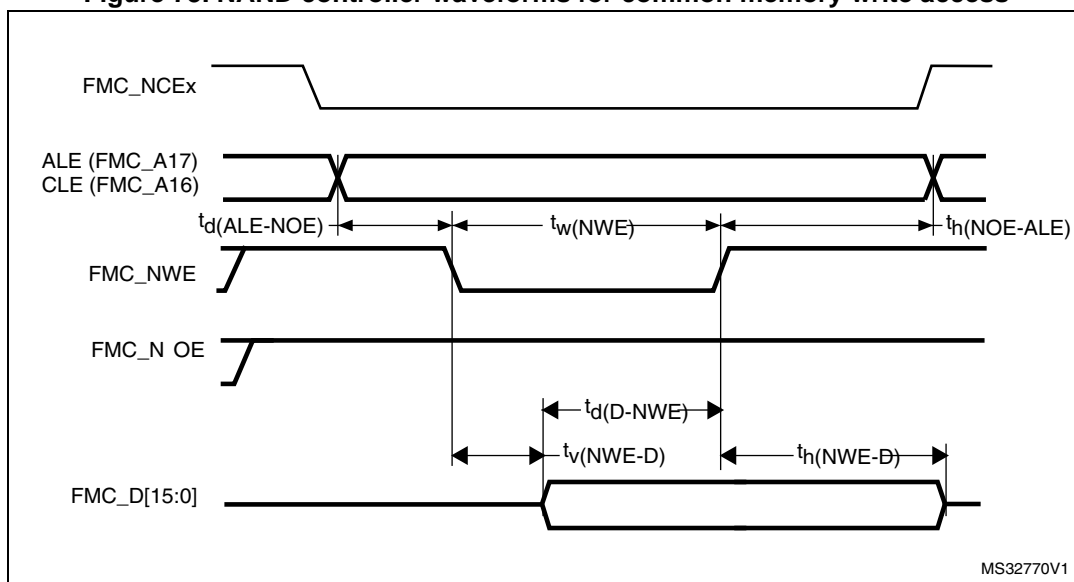 Figure 76. NAND controller waveforms for common memory write access
FMC_NCEx
ALE (FMC_A17)
CLE (FMC_A16)
td(ALE-NOE)
tw(NWE)
th(NOE-ALE)
FMC_NWE
FMC_N OE
td(D-NWE)
tv(NWE-D)
th(NWE-D)
FMC_D[15:0]
MS32770V1